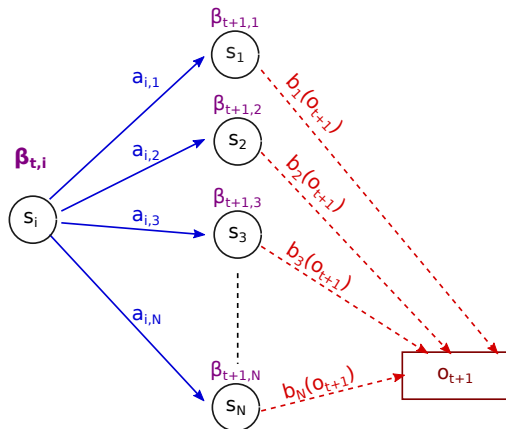 β_{t+1,1}
s_1
a_{i,1}
b_1(o_{t+1})
β_{t+1,2}
s_2
a_{i,2}
b_2(o_{t+1})
β_{t,i}
s_i
β_{t+1,3}
s_3
a_{i,3}
b_3(o_{t+1})
a_{i,N}
β_{t+1,N}
s_N
b_N(o_{t+1})
o_{t+1}